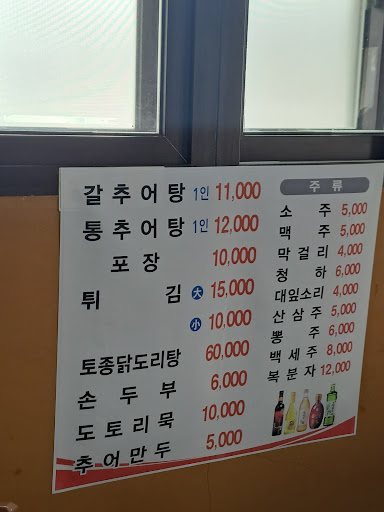 갈추어탕 1인 11,000
통추어탕 1인 12,000
포장 10,000
튀김 大 15,000
小 10,000
토종닭도리탕 60,000
손두부 6,000
도토리묵 10,000
추어만두 5,000
주류
소주 5,000
맥주 5,000
막걸리 4,000
청하 6,000
대잎소리 4,000
산삼주 5,000
뽕주 6,000
백세주 8,000
복분자 12,000